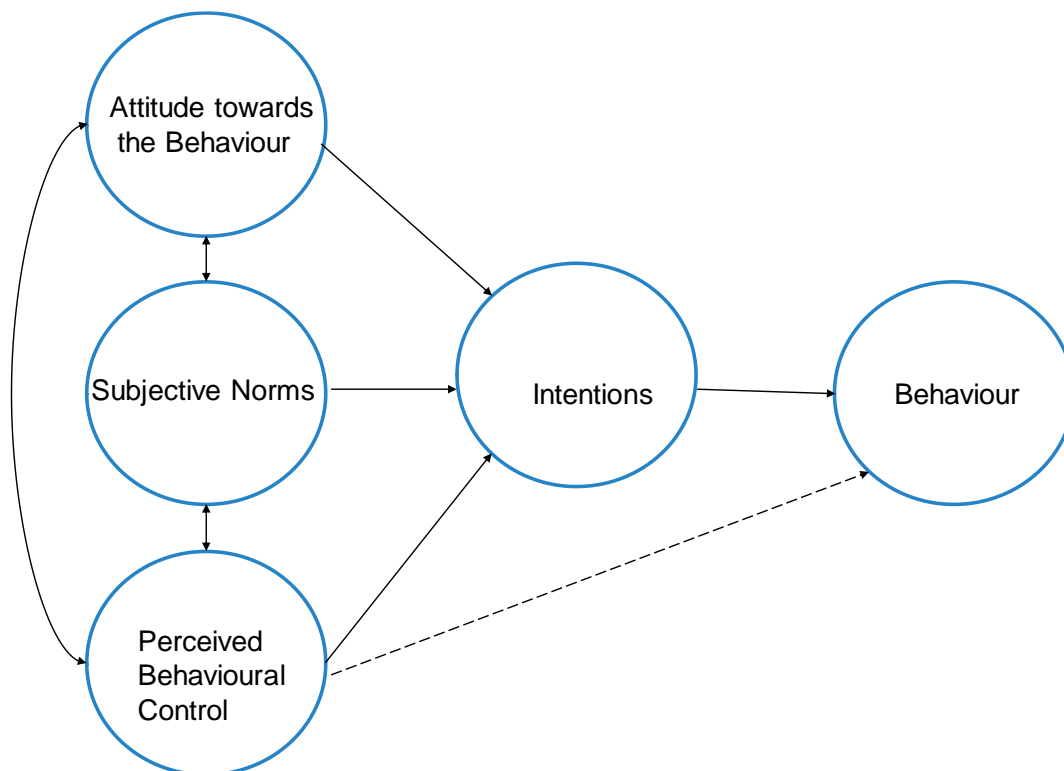 Attitude towards
the Behaviour
Subjective Norms
Intentions
Behaviour
Perceived
Behavioural
Control